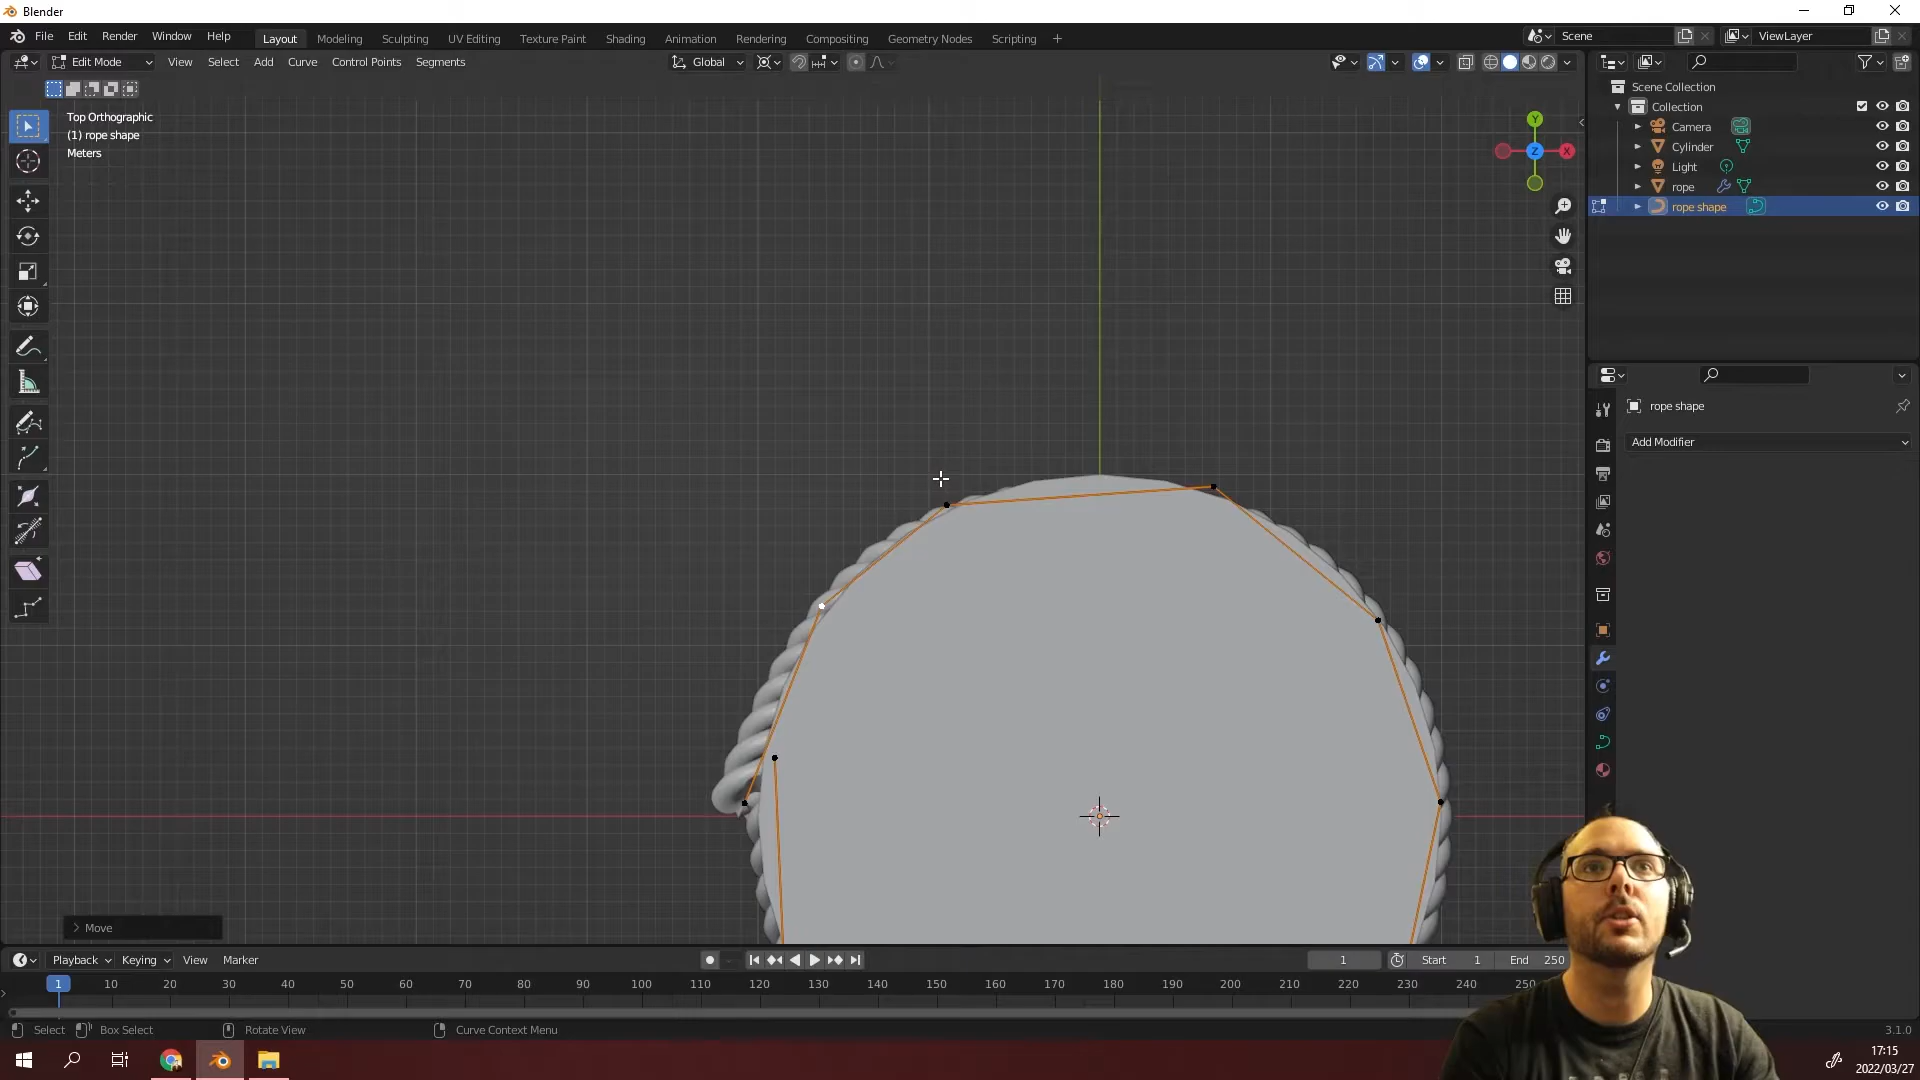 Blender
File Edit Render Window Help
Layout Modeling Sculpting UV Editing Texture Paint Shading Animation Rendering Compositing Geometry Nodes Scripting +
Scene
ViewLayer
Edit Mode View Select Add Curve Control Points Segments
Global
Top Orthographic
(1) rope shape
Meters
Y
X
Z
Scene Collection
Collection
Camera
Cylinder
Light
rope
rope shape
rope shape
Add Modifier
Move
Playback Keying View Marker
1
Start 1
End 250
1 10 20 30 40 50 60 70 80 90 100 110 120 130 140 150 160 170 180 190 200 210 220 230 240 250
Select Box Select Rotate View Curve Context Menu
3.1.0
17:15
2022/03/27